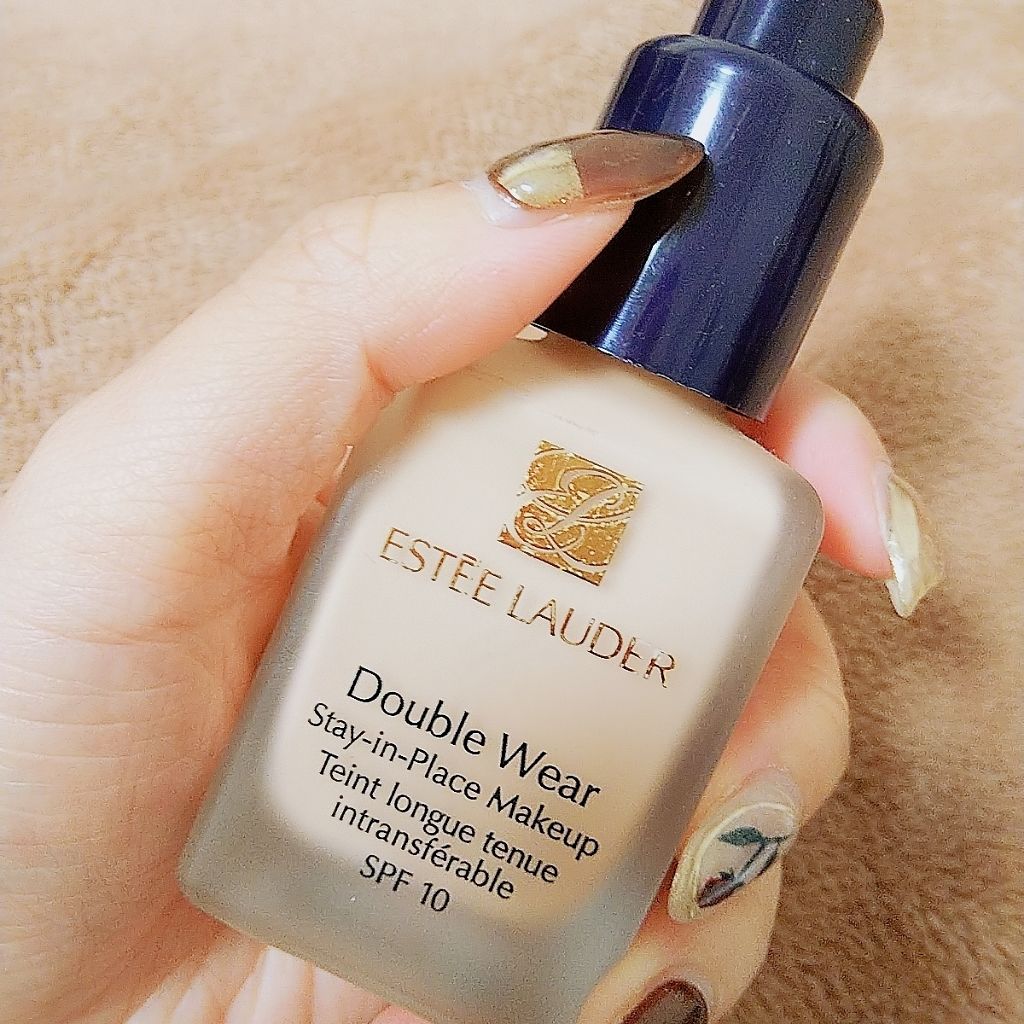 ESTĒE LAUDER
Double Wear
Stay-in-Place Makeup
Teint longue tenue
intransférable
SPF 10